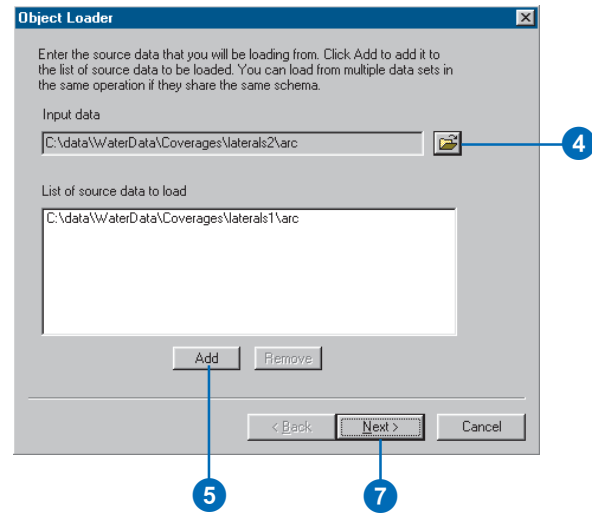 Object Loader
Enter the source data that you will be loading from. Click Add to add it to
the list of source data to be loaded. You can load from multiple data sets in
the same operation if they share the same schema.
Input data
C:\data\WaterData\Coverages\laterals2\arc
4
List of source data to load
C:\data\WaterData\Coverages\laterals1\arc
Add
Remove
< Back
Next >
Cancel
5
7